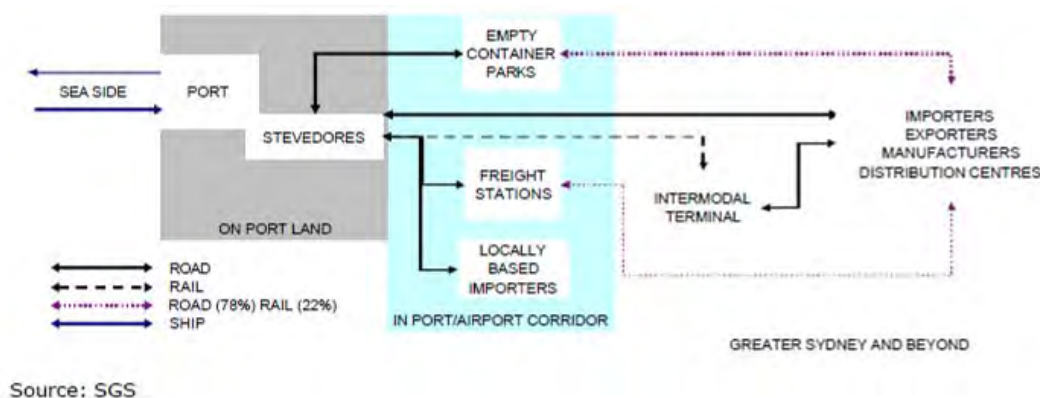 EMPTY
CONTAINER
PARKS
SEA SIDE
PORT
STEVEDORES
IMPORTERS
EXPORTERS
MANUFACTURERS
DISTRIBUTION CENTRES
FREIGHT
STATIONS
INTERMODAL
TERMINAL
ON PORT LAND
LOCALLY
BASED
IMPORTERS
ROAD
RAIL
ROAD (78%) RAIL (22%)
SHIP
IN PORT/AIRPORT CORRIDOR
GREATER SYDNEY AND BEYOND
Source: SGS